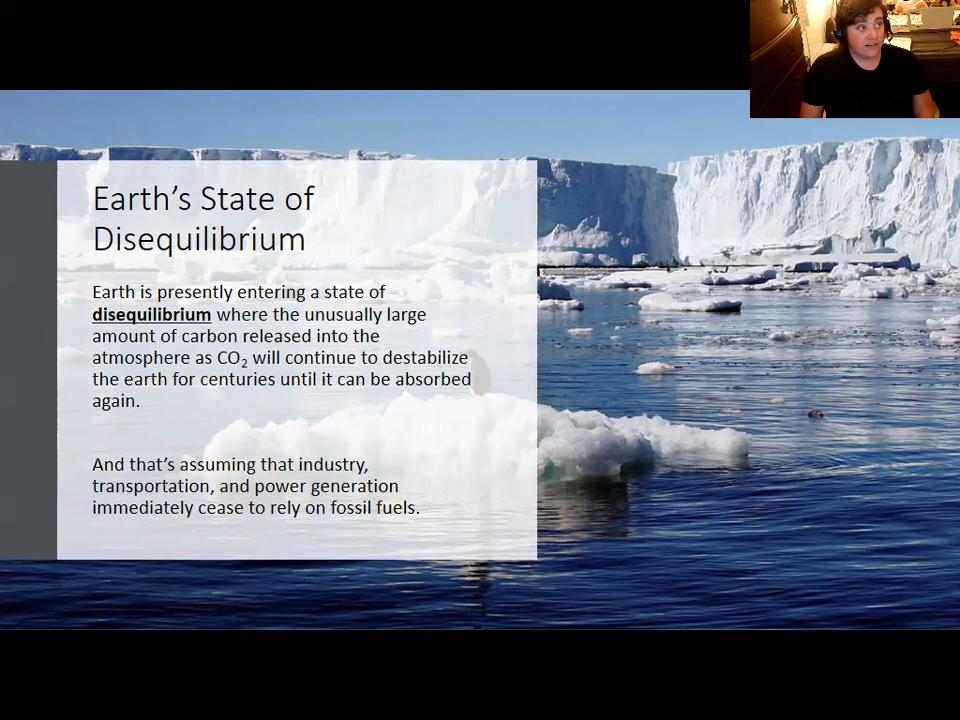 Earth's State of
Disequilibrium
Earth is presently entering a state of
disequilibrium where the unusually large
amount of carbon released into the
atmosphere as CO₂ will continue to destabilize
the earth for centuries until it can be absorbed
again.
And that's assuming that industry,
transportation, and power generation
immediately cease to rely on fossil fuels.